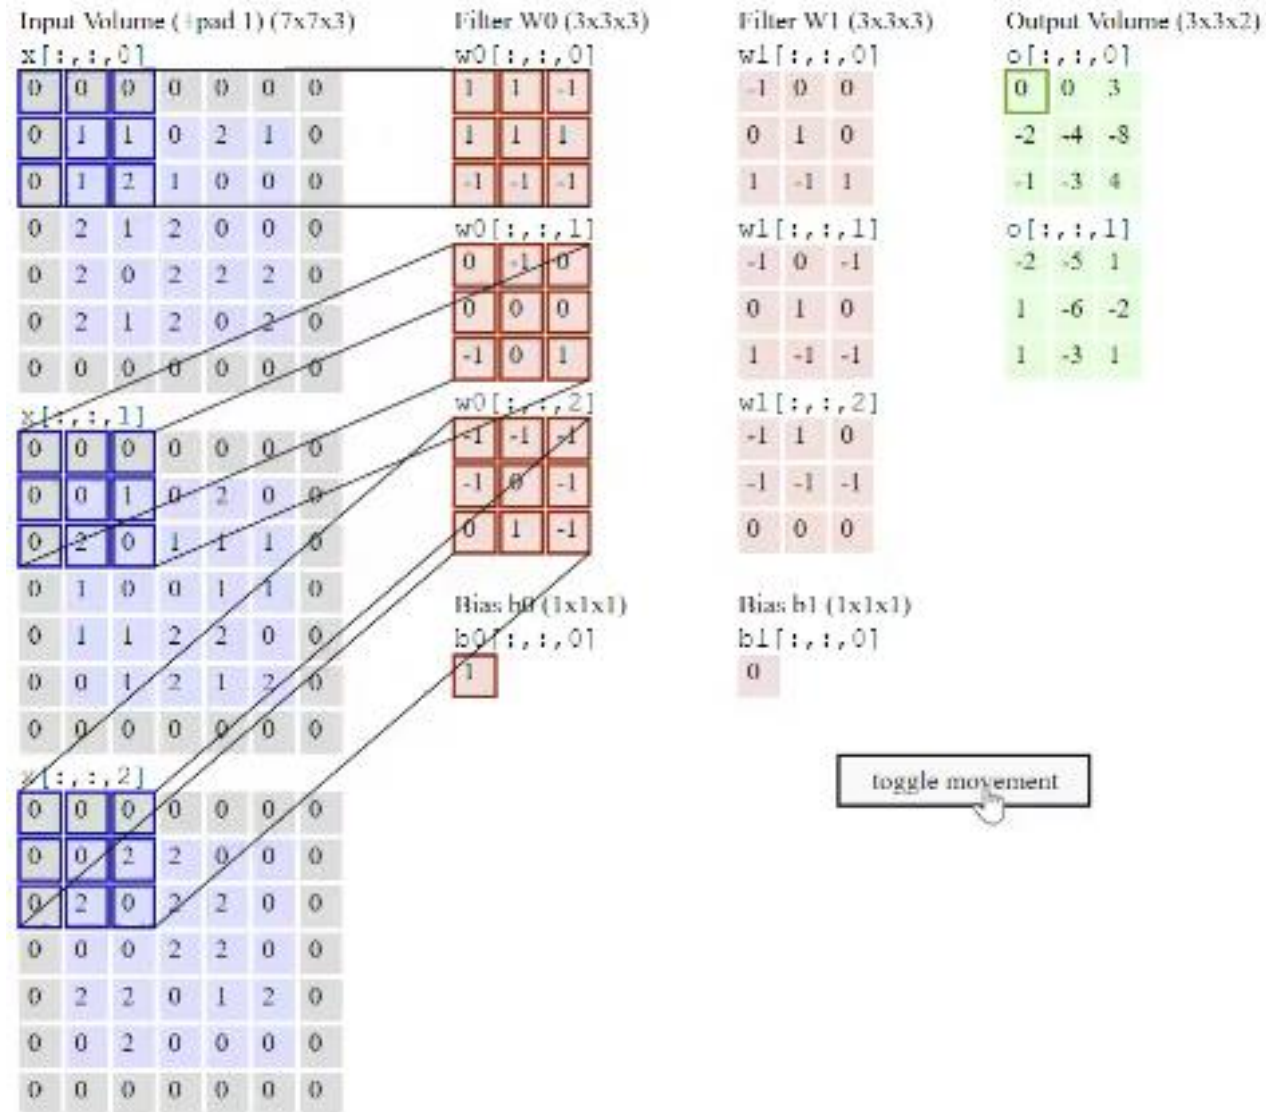 Input Volume (+pad 1) (7x7x3)
x[:,:,0]
0 0 0 0 0 0 0
0 1 1 0 2 1 0
0 1 2 1 0 0 0
0 2 1 2 0 0 0
0 2 0 2 2 2 0
0 2 1 2 0 2 0
0 0 0 0 0 0 0
x[:,:,1]
0 0 0 0 0 0 0
0 0 1 0 2 0 0
0 2 0 1 1 1 0
0 1 0 0 1 1 0
0 1 1 2 2 0 0
0 0 1 2 1 2 0
0 0 0 0 0 0 0
x[:,:,2]
0 0 0 0 0 0 0
0 0 2 2 0 0 0
0 2 0 2 2 0 0
0 0 0 2 2 0 0
0 2 2 0 1 2 0
0 0 2 0 0 0 0
0 0 0 0 0 0 0
Filter W0 (3x3x3)
w0[:,:,0]
1 1 -1
1 1 1
-1 -1 -1
w0[:,:,1]
0 -1 0
0 0 0
-1 0 1
w0[:,:,2]
-1 -1 -1
-1 0 -1
0 1 -1
Bias b0 (1x1x1)
b0[:,:,0]
1
Filter W1 (3x3x3)
w1[:,:,0]
-1 0 0
0 1 0
1 -1 1
w1[:,:,1]
-1 0 -1
0 1 0
1 -1 -1
w1[:,:,2]
-1 1 0
-1 -1 -1
0 0 0
Bias b1 (1x1x1)
b1[:,:,0]
0
Output Volume (3x3x2)
o[:,:,0]
0 0 3
-2 -4 -8
-1 -3 4
o[:,:,1]
-2 -5 1
1 -6 -2
1 -3 1
toggle movement